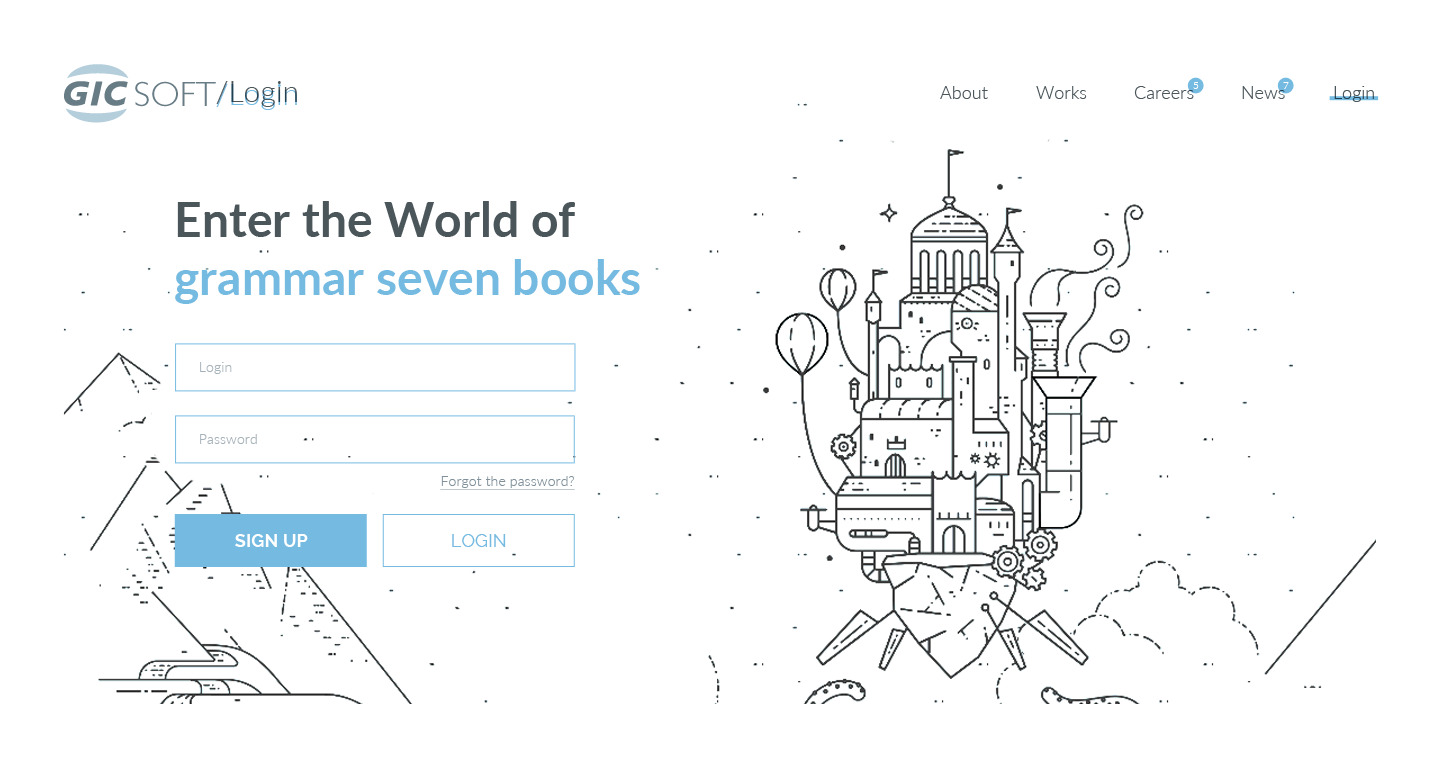 GIC SOFT/Login
About Works Careers 5 News 7 Login
Enter the World of
grammar seven books
Login
Password
Forgot the password?
SIGN UP LOGIN